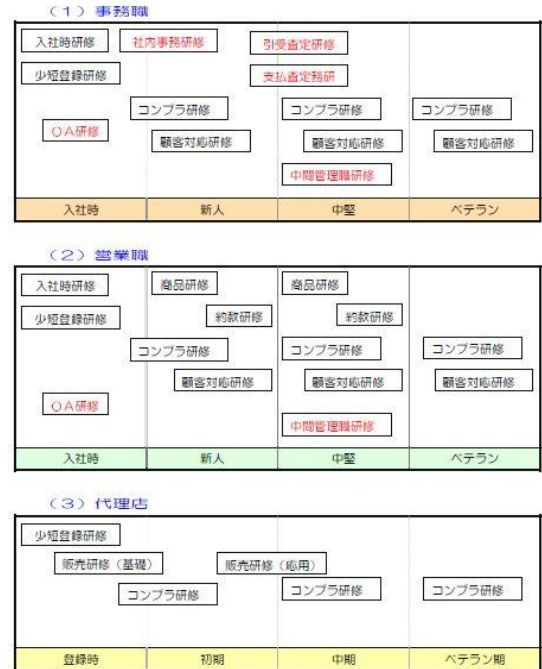 （１）事務職
入社時研修 社内事務研修 引受査定研修
少短登録研修 支払査定務研
コンプラ研修 コンプラ研修 コンプラ研修
ＯＡ研修 顧客対応研修 顧客対応研修 顧客対応研修
中間管理職研修
入社時 新人 中堅 ベテラン
（２）営業職
入社時研修 商品研修 商品研修
少短登録研修 約款研修 約款研修
コンプラ研修 コンプラ研修 コンプラ研修
顧客対応研修 顧客対応研修 顧客対応研修
ＯＡ研修
中間管理職研修
入社時 新人 中堅 ベテラン
（３）代理店
少短登録研修
販売研修（基礎） 販売研修（応用）
コンプラ研修 コンプラ研修 コンプラ研修
登録時 初期 中期 ベテラン期